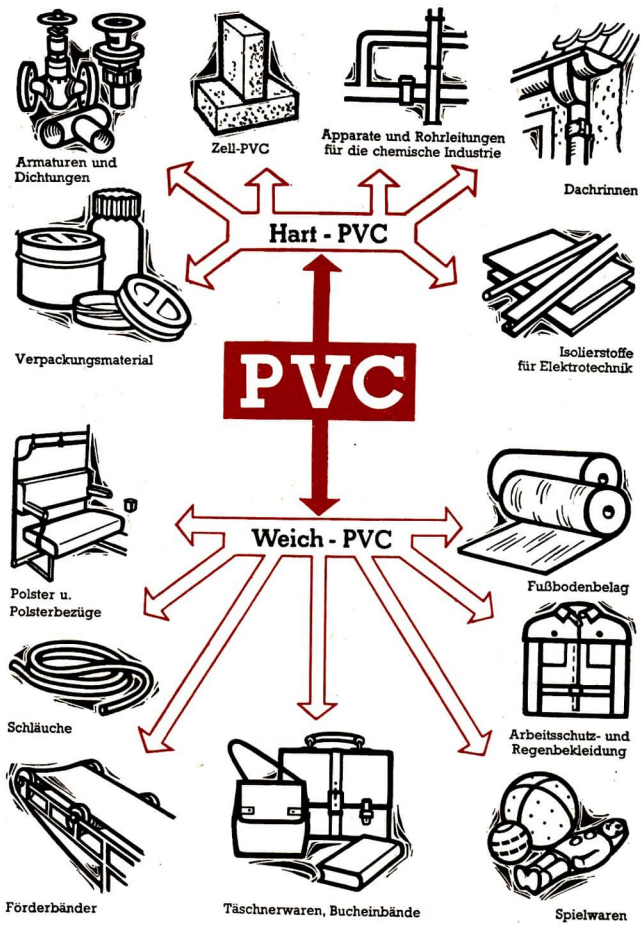 Armaturen und
Dichtungen
Zell-PVC
Apparate und Rohrleitungen
für die chemische Industrie
Dachrinnen
Hart - PVC
Verpackungsmaterial
Isolierstoffe
für Elektrotechnik
PVC
Weich - PVC
Polster u.
Polsterbezüge
Fußbodenbelag
Schläuche
Arbeitsschutz- und
Regenbekleidung
Förderbänder
Täschnerwaren, Bucheinbände
Spielwaren